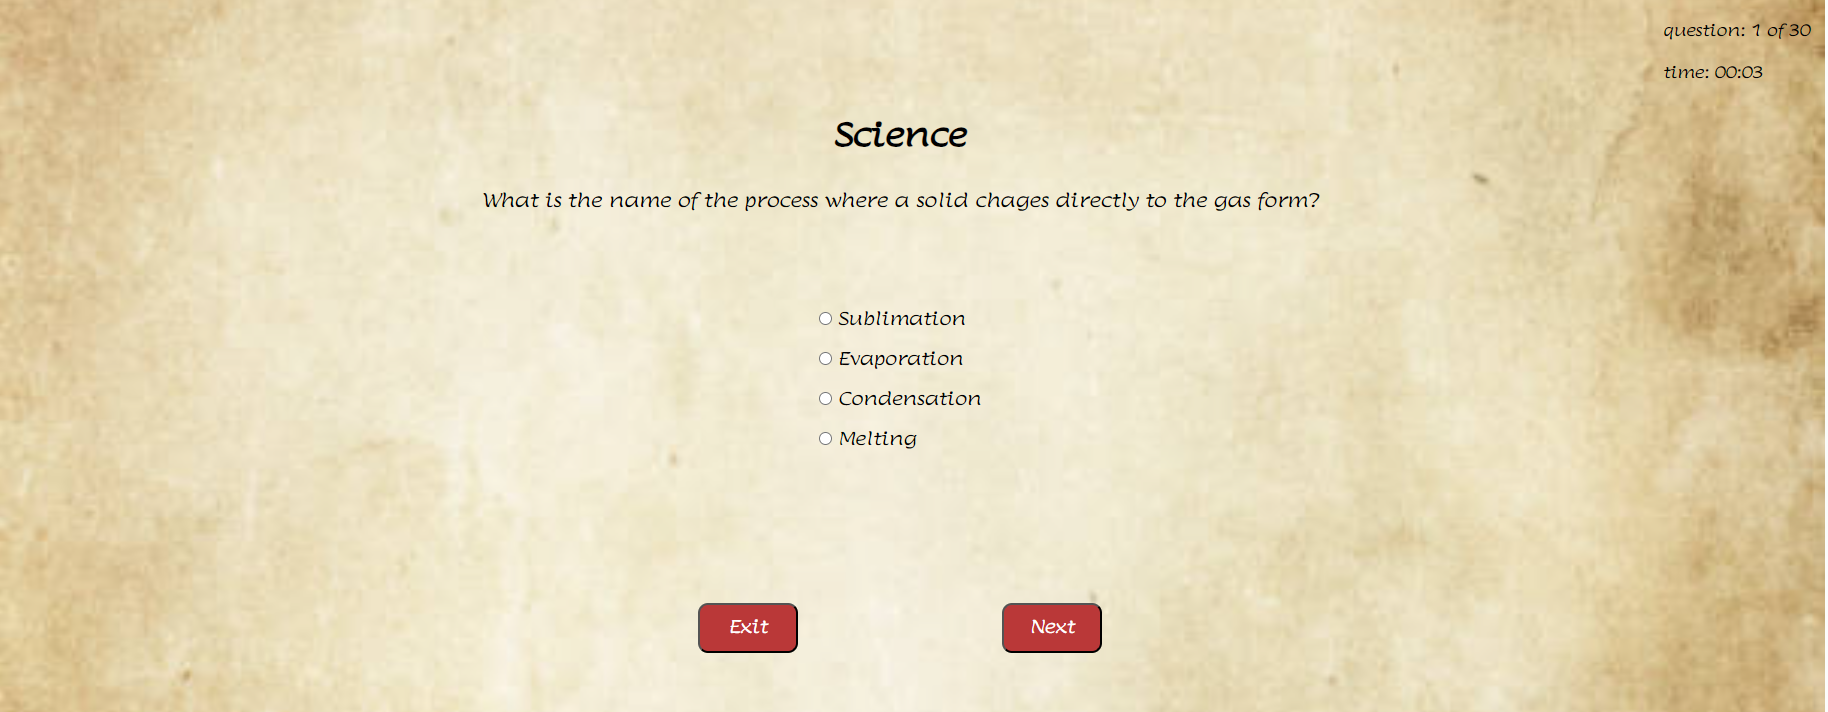 question: 1 of 30
time: 00:03
Science
What is the name of the process where a solid chages directly to the gas form?
Sublimation
Evaporation
Condensation
Melting
Exit
Next